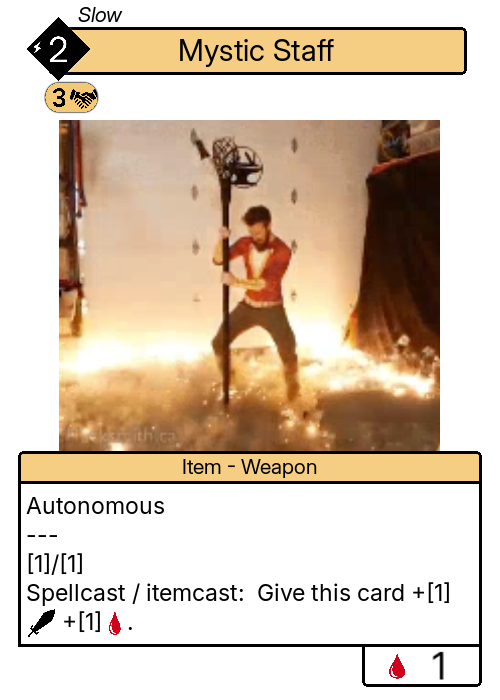 Slow
2
Mystic Staff
3
Item - Weapon
Autonomous
---
[1]/[1]
Spellcast / itemcast:  Give this card +[1]
+[1] .
1